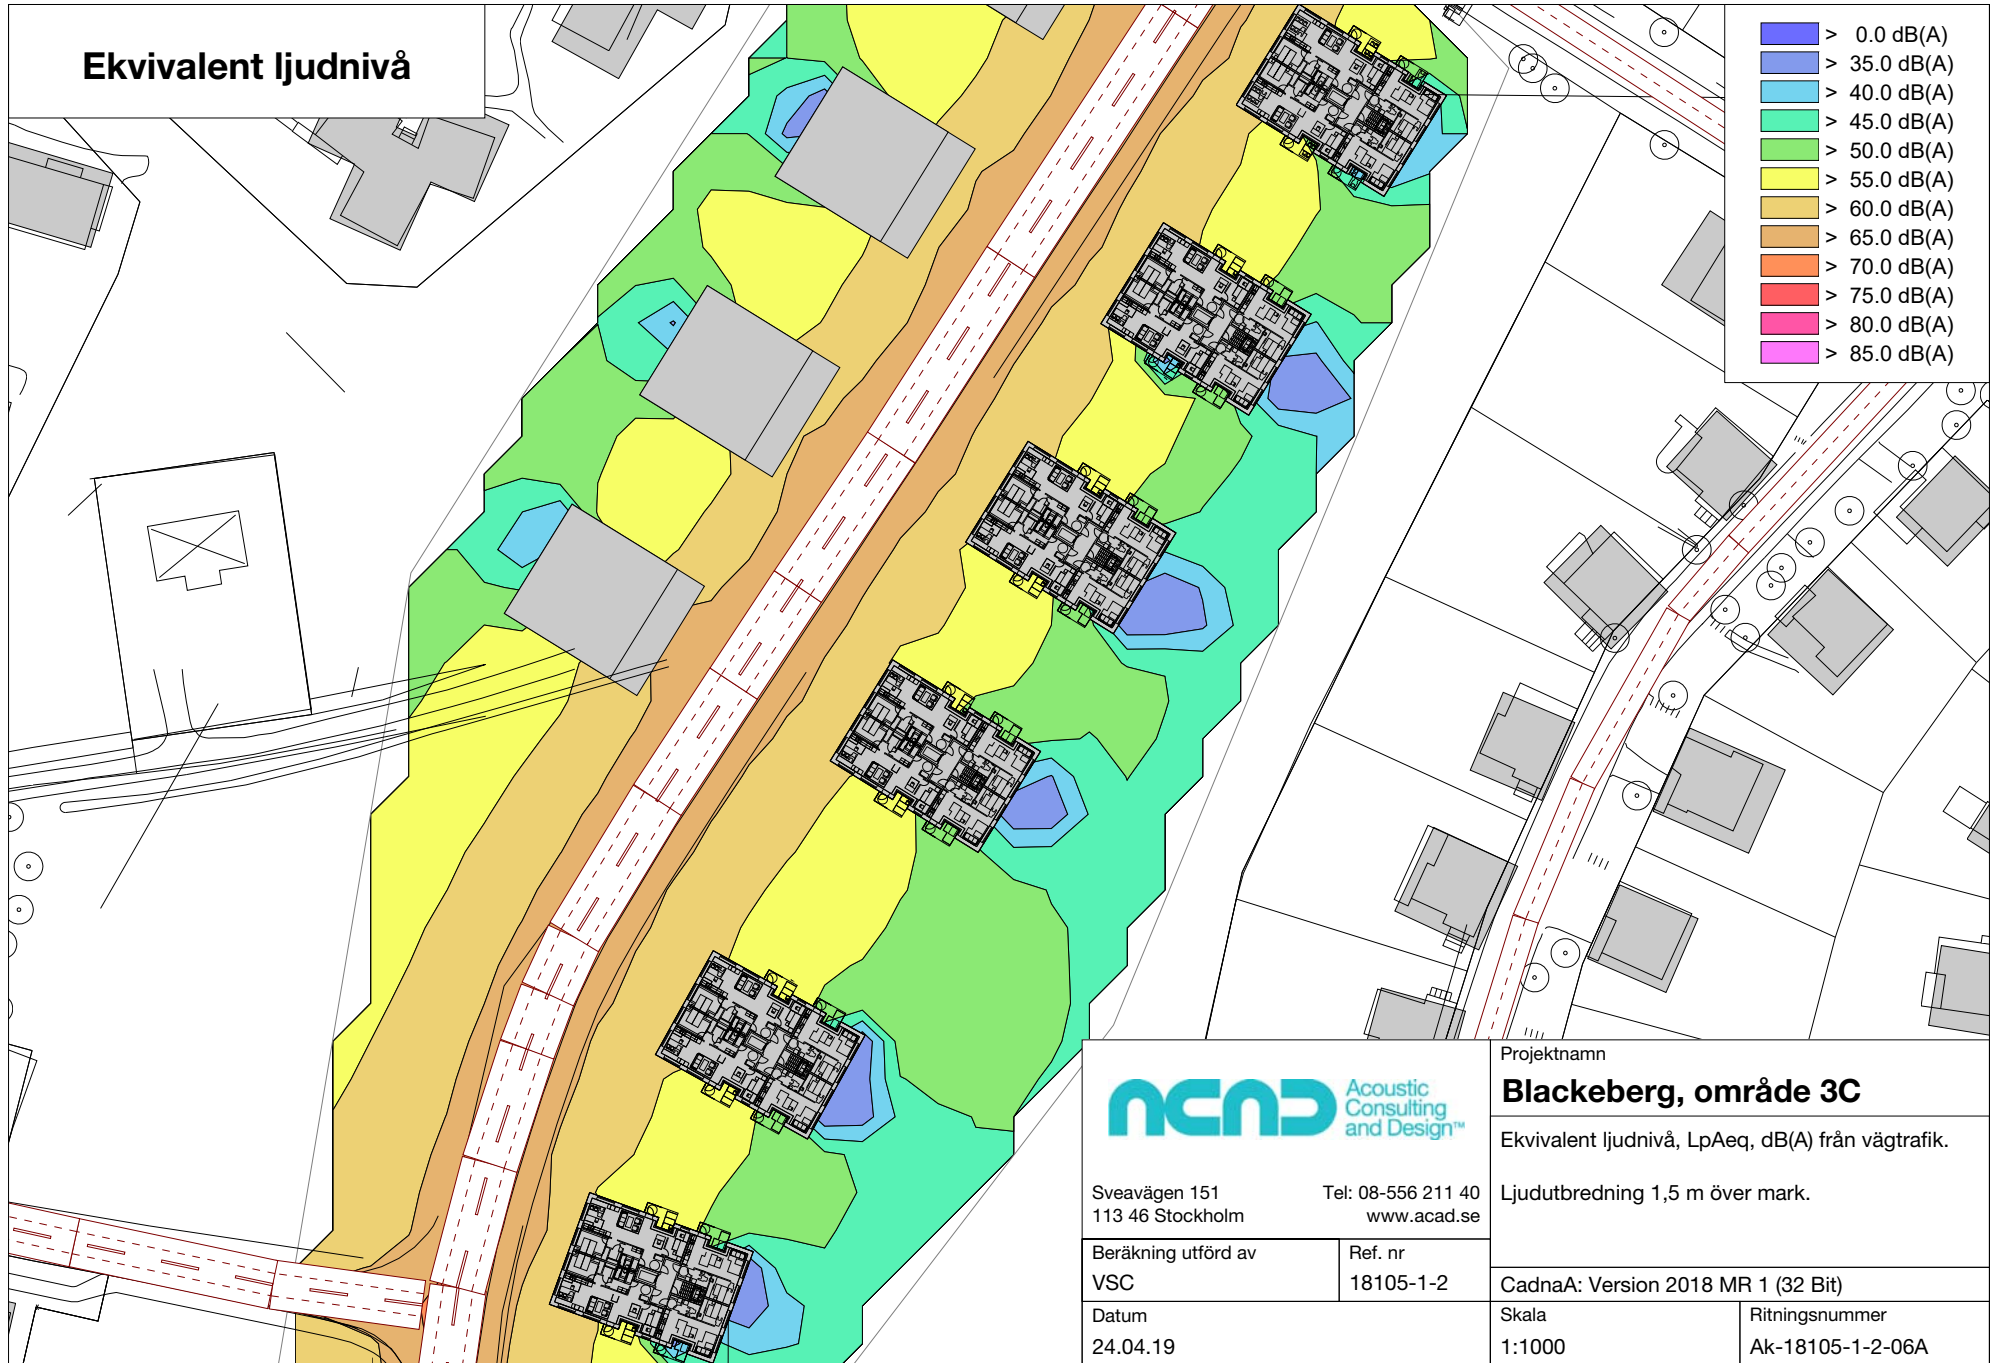 Ekvivalent ljudnivå
> 0.0 dB(A)
> 35.0 dB(A)
> 40.0 dB(A)
> 45.0 dB(A)
> 50.0 dB(A)
> 55.0 dB(A)
> 60.0 dB(A)
> 65.0 dB(A)
> 70.0 dB(A)
> 75.0 dB(A)
> 80.0 dB(A)
> 85.0 dB(A)
ACAD
Acoustic
Consulting
and Design™
Sveavägen 151
113 46 Stockholm
Tel: 08-556 211 40
www.acad.se
Beräkning utförd av
VSC
Ref. nr
18105-1-2
Datum
24.04.19
Projektnamn
Blackeberg, område 3C
Ekvivalent ljudnivå, LpAeq, dB(A) från vägtrafik.
Ljudutbredning 1,5 m över mark.
CadnaA: Version 2018 MR 1 (32 Bit)
Skala
1:1000
Ritningsnummer
Ak-18105-1-2-06A